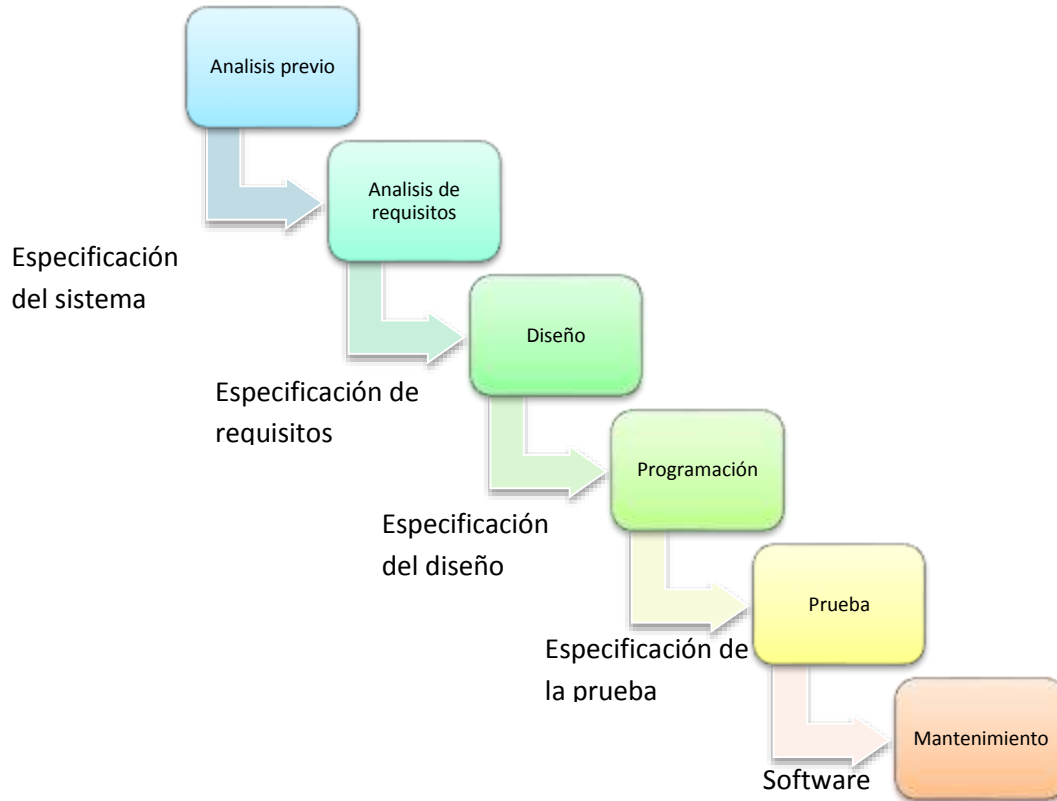 Analisis previo
Analisis de
requisitos
Especificación
del sistema
Diseño
Especificación de
requisitos
Programación
Especificación
del diseño
Prueba
Especificación de
la prueba
Mantenimiento
Software